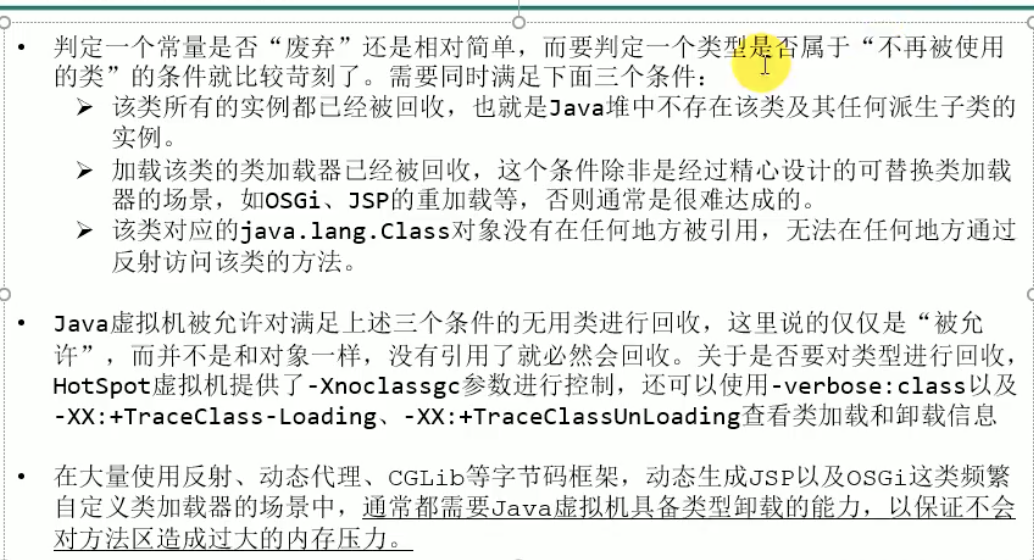 • 判定一个常量是否“废弃”还是相对简单，而要判定一个类型是否属于“不再被使用
的类”的条件就比较苛刻了。需要同时满足下面三个条件：
➢ 该类所有的实例都已经被回收，也就是Java堆中不存在该类及其任何派生子类的
实例。
➢ 加载该类的类加载器已经被回收，这个条件除非是经过精心设计的可替换类加载
器的场景，如OSGi、JSP的重加载等，否则通常是很难达成的。
➢ 该类对应的java.lang.Class对象没有在任何地方被引用，无法在任何地方通过
反射访问该类的方法。
• Java虚拟机被允许对满足上述三个条件的无用类进行回收，这里说的仅仅是“被允
许”，而并不是和对象一样，没有引用了就必然会回收。关于是否要对类型进行回收，
HotSpot虚拟机提供了-Xnoclassgc参数进行控制，还可以使用-verbose:class以及
-XX:+TraceClass-Loading、-XX:+TraceClassUnLoading查看类加载和卸载信息
• 在大量使用反射、动态代理、CGLib等字节码框架，动态生成JSP以及OSGi这类频繁
自定义类加载器的场景中，通常都需要Java虚拟机具备类型卸载的能力，以保证不会
对方法区造成过大的内存压力。